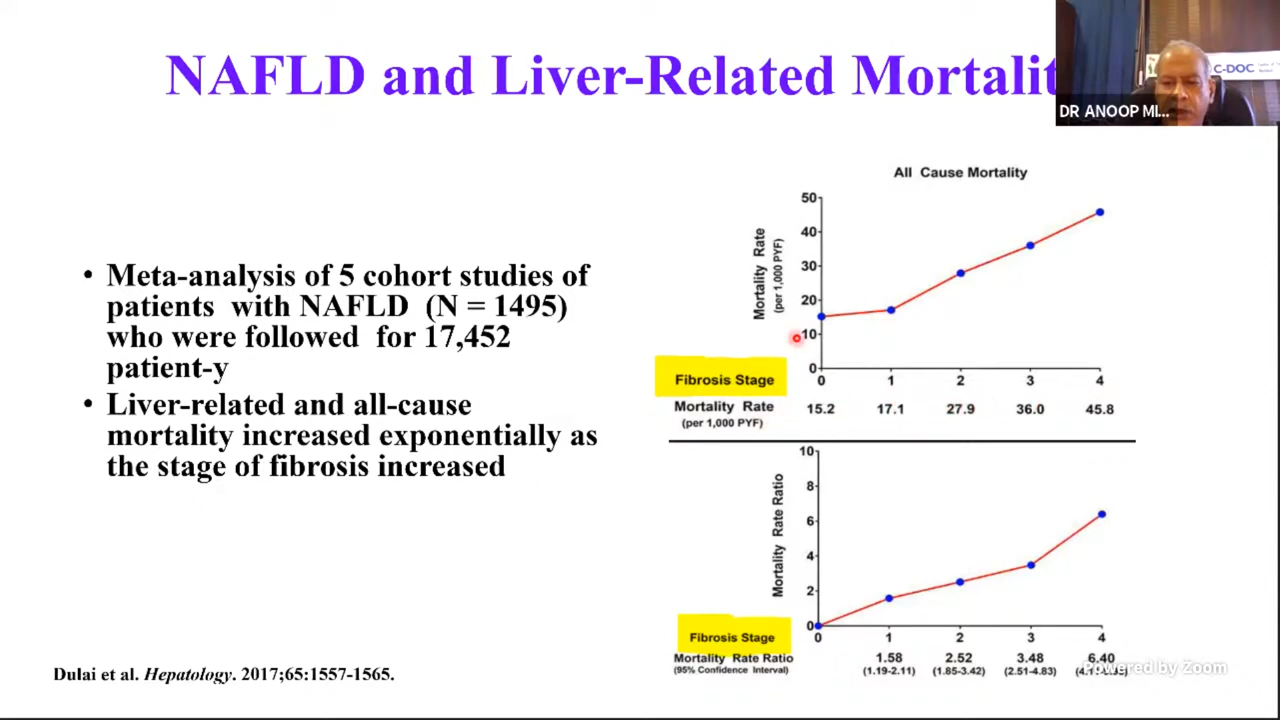 NAFLD and Liver-Related Mortalit
C-DOC
DR ANOOP MI...
• Meta-analysis of 5 cohort studies of
patients with NAFLD (N = 1495)
who were followed for 17,452
patient-y
• Liver-related and all-cause
mortality increased exponentially as
the stage of fibrosis increased
All Cause Mortality
Mortality Rate
(per 1,000 PYF)
50
40
30
20
10
0
Fibrosis Stage 0 1 2 3 4
Mortality Rate 15.2 17.1 27.9 36.0 45.8
(per 1,000 PYF)
Mortality Rate Ratio
10
8
6
4
2
0
0 1 2 3 4
Fibrosis Stage
Mortality Rate Ratio 1.58 2.52 3.48 6.40
(95% Confidence Interval) (1.19-2.11) (1.85-3.42) (2.51-4.83)
Powered by Zoom
Dulai et al. Hepatology. 2017;65:1557-1565.